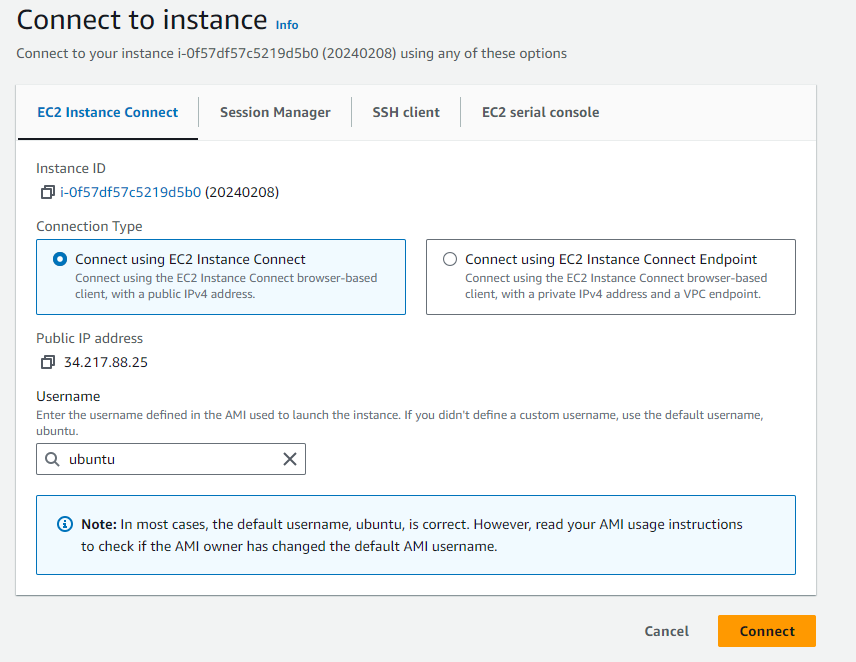 Connect to instance Info
Connect to your instance i-0f57df57c5219d5b0 (20240208) using any of these options
EC2 Instance Connect
Session Manager
SSH client
EC2 serial console
Instance ID
i-0f57df57c5219d5b0 (20240208)
Connection Type
Connect using EC2 Instance Connect
Connect using the EC2 Instance Connect browser-based
client, with a public IPv4 address.
Connect using EC2 Instance Connect Endpoint
Connect using the EC2 Instance Connect browser-based
client, with a private IPv4 address and a VPC endpoint.
Public IP address
34.217.88.25
Username
Enter the username defined in the AMI used to launch the instance. If you didn't define a custom username, use the default username,
ubuntu.
ubuntu
Note: In most cases, the default username, ubuntu, is correct. However, read your AMI usage instructions
to check if the AMI owner has changed the default AMI username.
Cancel
Connect